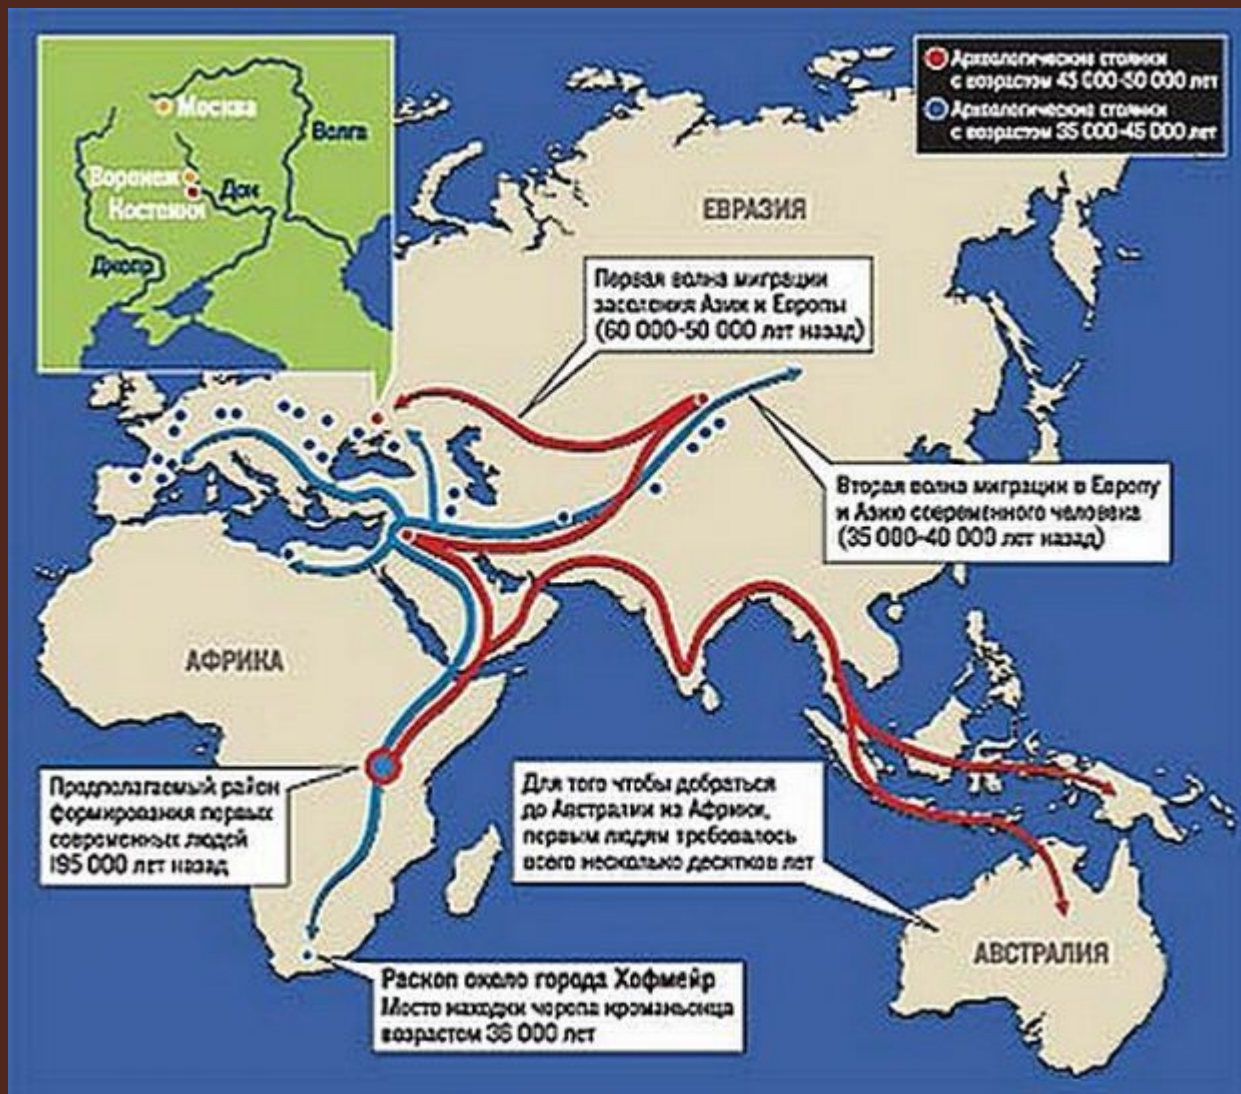 Москва
Волга
Воронеж
Дон
Костенки
Днепр
Археологические стоянки
с возрастом 45 000-50 000 лет
Археологические стоянки
с возрастом 35 000-45 000 лет
ЕВРАЗИЯ
Первая волна миграции
заселения Азии и Европы
(60 000-50 000 лет назад)
Вторая волна миграции в Европу
и Азию современного человека
(35 000-40 000 лет назад)
АФРИКА
Предполагаемый район
формирования первых
современных людей
195 000 лет назад
Для того чтобы добраться
до Австралии из Африки,
первым людям требовалось
всего несколько десятков лет
АВСТРАЛИЯ
Раскоп около города Хофмейр
Место находки черепа кроманьонца
возрастом 36 000 лет